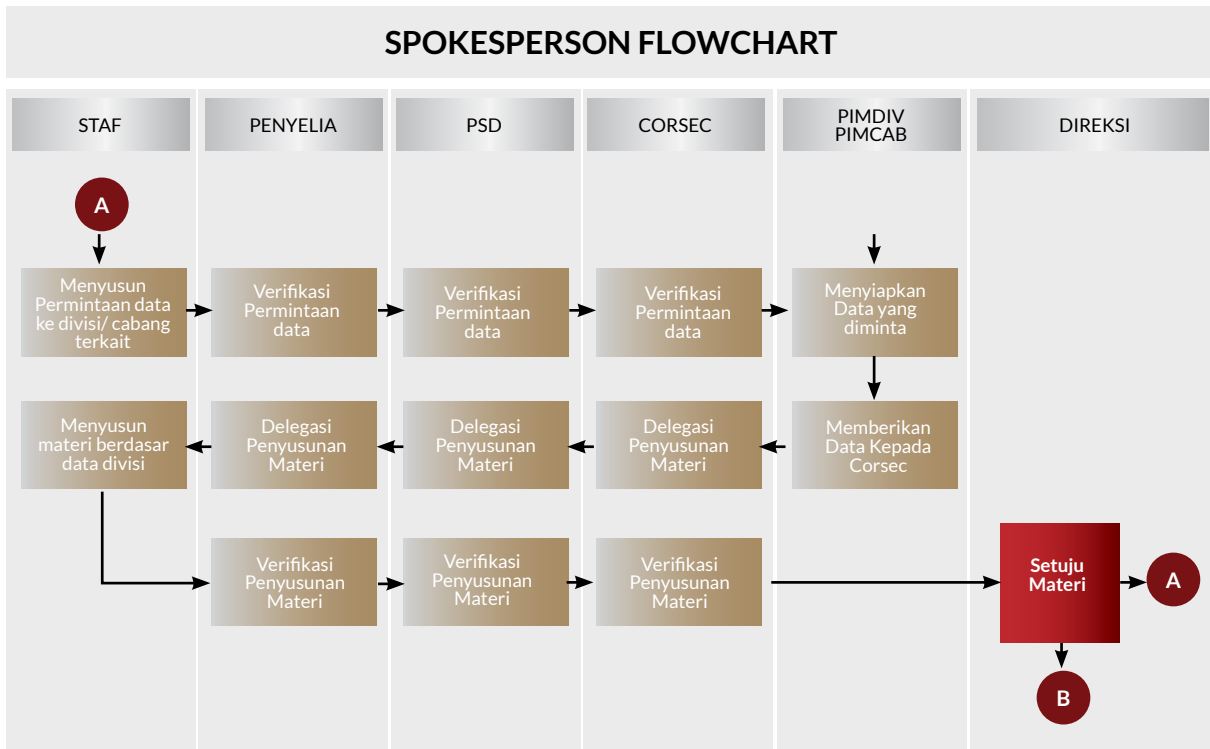 SPOKESPERSON FLOWCHART
STAF
PENYELIA
PSD
CORSEC
PIMDIV
PIMCAB
DIREKSI
A
Menyusun
Permintaan data
ke divisi/ cabang
terkait
Verifikasi
Permintaan
data
Verifikasi
Permintaan
data
Verifikasi
Permintaan
data
Menyiapkan
Data yang
diminta
Menyusun
materi berdasar
data divisi
Delegasi
Penyusunan
Materi
Delegasi
Penyusunan
Materi
Delegasi
Penyusunan
Materi
Memberikan
Data Kepada
Corsec
Verifikasi
Penyusunan
Materi
Verifikasi
Penyusunan
Materi
Verifikasi
Penyusunan
Materi
Setuju
Materi
A
B